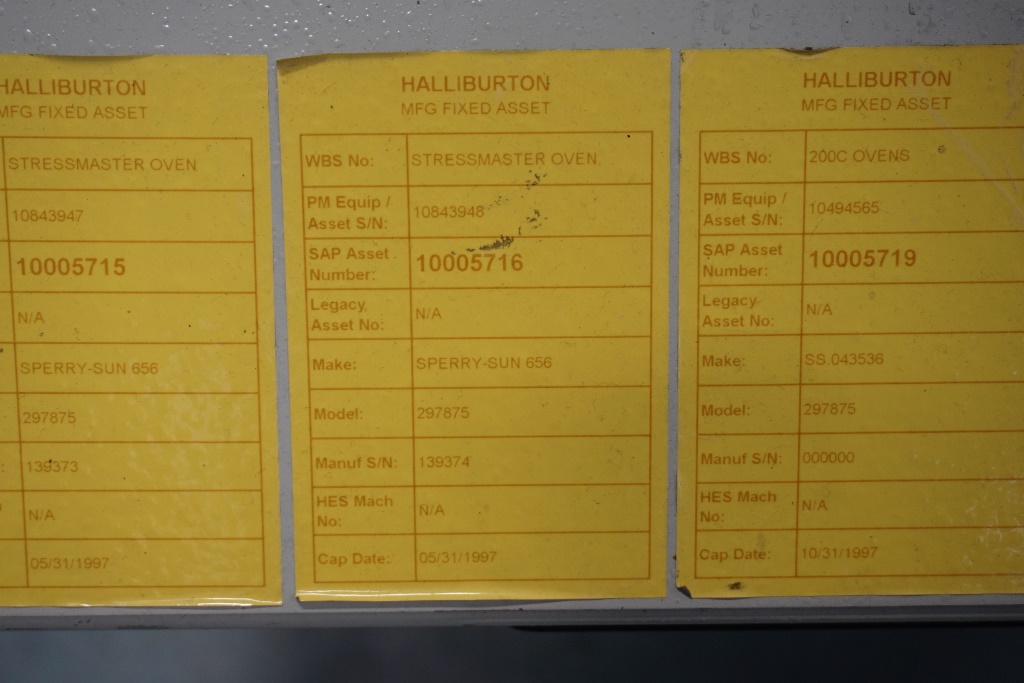 HALLIBURTON
MFG FIXED ASSET
STRESSMASTER OVEN
10843947
10005715
N/A
SPERRY-SUN 656
297875
139373
N/A
05/31/1997
HALLIBURTON
MFG FIXED ASSET
WBS No: STRESSMASTER OVEN
PM Equip /
Asset S/N: 10843948
SAP Asset
Number: 10005716
Legacy
Asset No: N/A
Make: SPERRY-SUN 656
Model: 297875
Manuf S/N: 139374
HES Mach
No: N/A
Cap Date: 05/31/1997
HALLIBURTON
MFG FIXED ASSET
WBS No: 200C OVENS
PM Equip /
Asset S/N: 10494565
SAP Asset
Number: 10005719
Legacy
Asset No: N/A
Make: SS.043536
Model: 297875
Manuf S/N: 000000
HES Mach
No: N/A
Cap Date: 10/31/1997